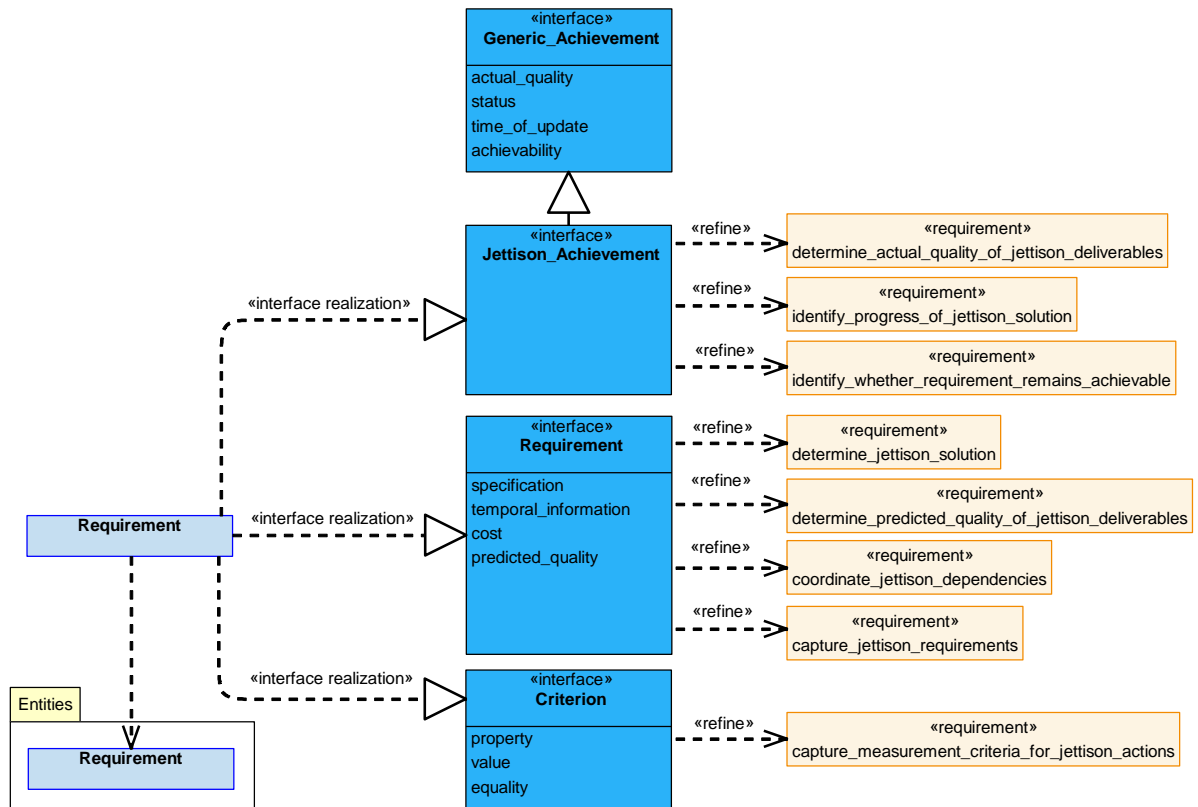 «interface»
Generic_Achievement
actual_quality
status
time_of_update
achievability
«interface»
Jettison_Achievement
«refine»
«requirement»
determine_actual_quality_of_jettison_deliverables
«refine»
«requirement»
identify_progress_of_jettison_solution
«interface realization»
«refine»
«requirement»
identify_whether_requirement_remains_achievable
«interface»
Requirement
specification
temporal_information
cost
predicted_quality
«refine»
«requirement»
determine_jettison_solution
«refine»
«requirement»
determine_predicted_quality_of_jettison_deliverables
Requirement
«interface realization»
«refine»
«requirement»
coordinate_jettison_dependencies
«refine»
«requirement»
capture_jettison_requirements
«interface realization»
«interface»
Criterion
property
value
equality
«refine»
«requirement»
capture_measurement_criteria_for_jettison_actions
Entities
Requirement